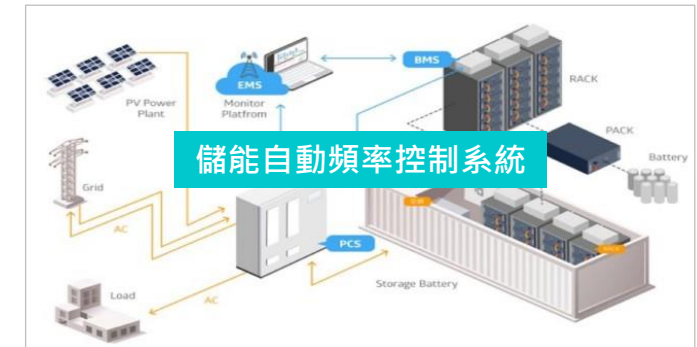 BMS
EMS
PV Power
Plant
Monitor
Platfrom
RACK
PACK
Battery
儲能自動頻率控制系統
Grid
AC
PCS
Storage Battery
Load
AC